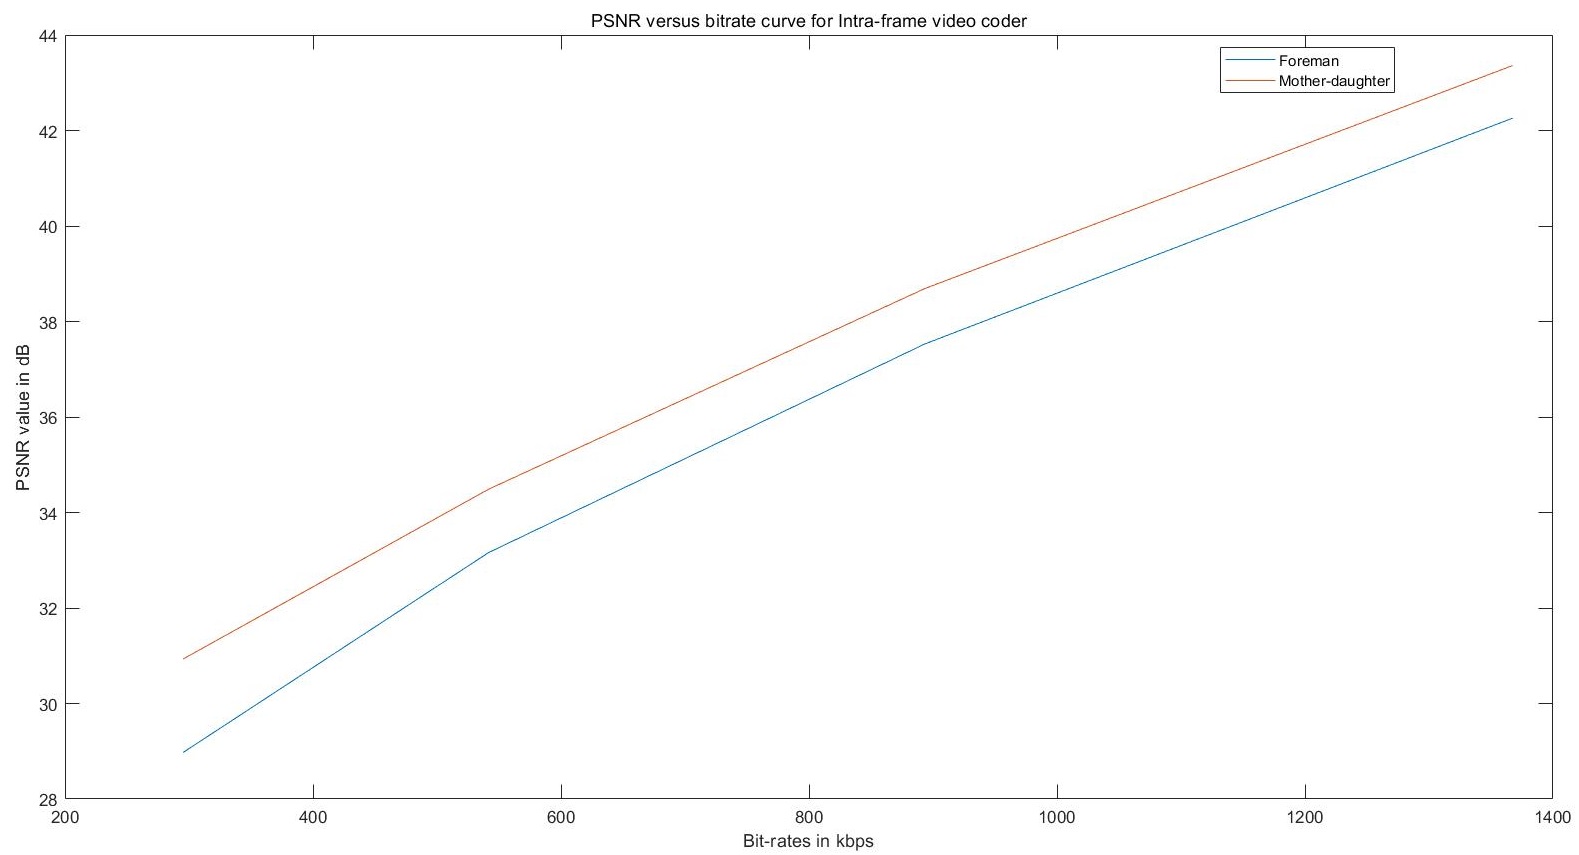 PSNR versus bitrate curve for Intra-frame video coder
Foreman
Mother-daughter
44
42
40
38
36
34
32
30
28
PSNR value in dB
200 400 600 800 1000 1200 1400
Bit-rates in kbps